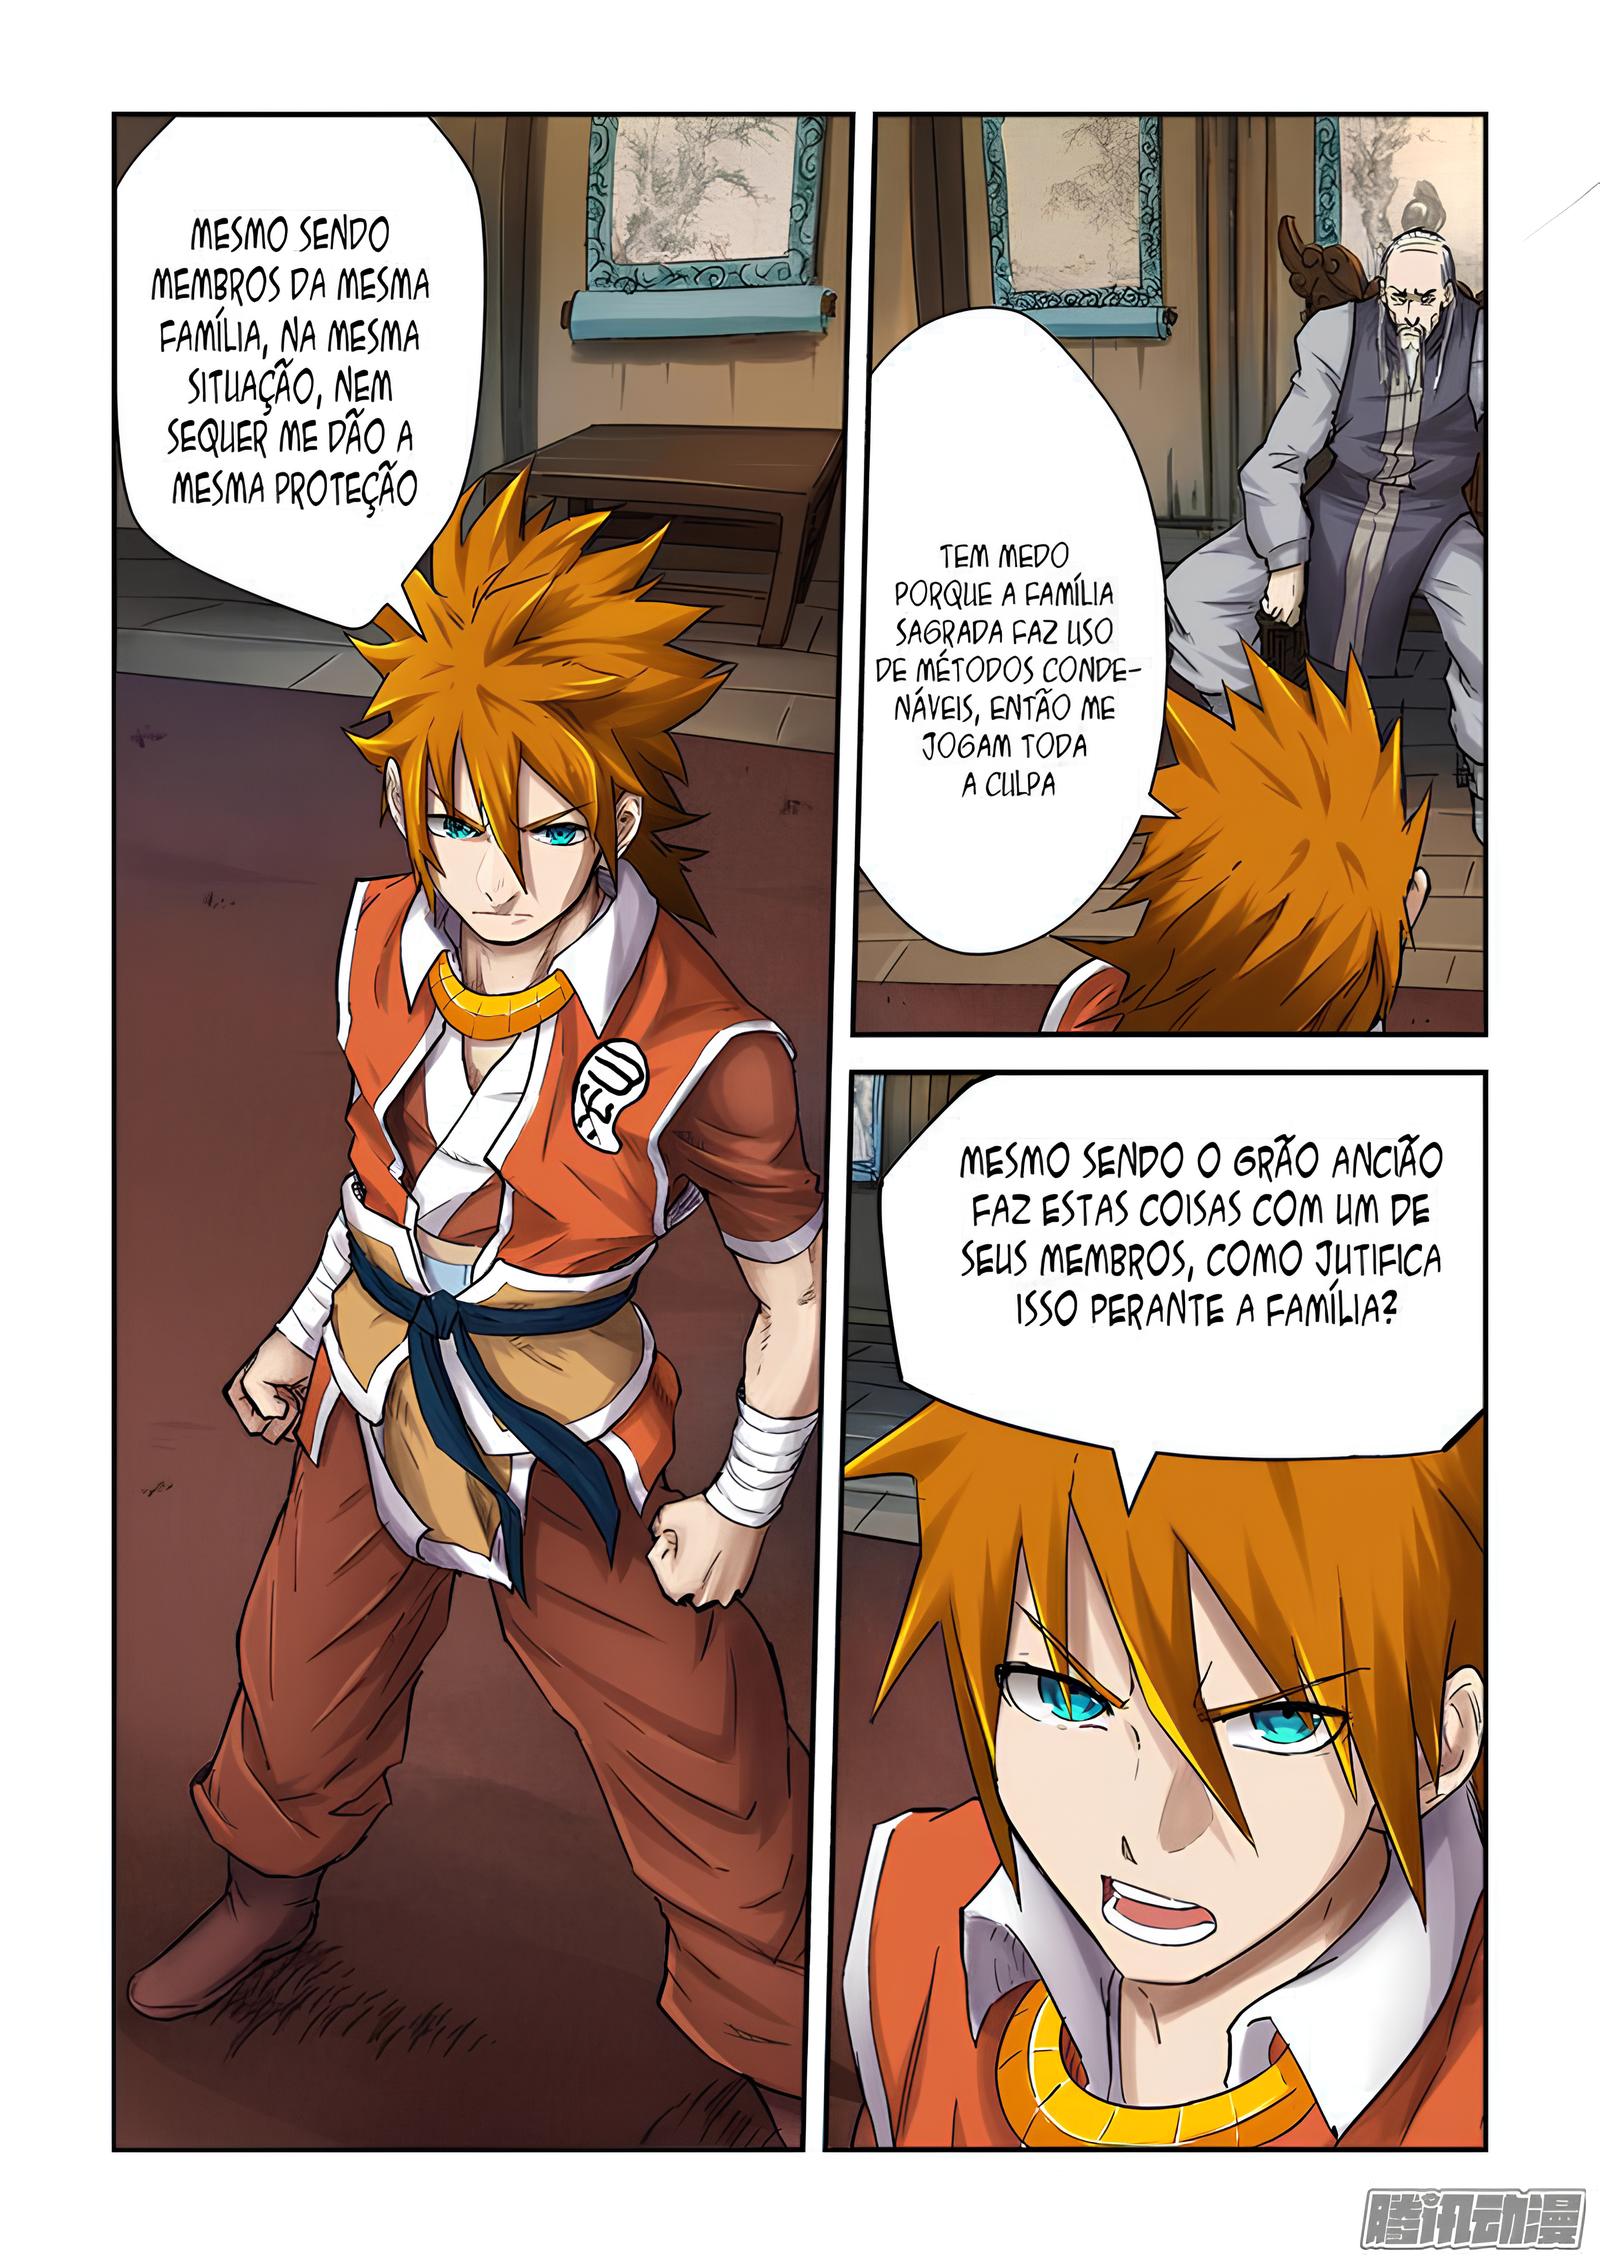 MESMO SENDO
MEMBROS DA MESMA
FAMÍLIA, NA MESMA
SITUAÇÃO, NEM
SEQUER ME DÃO A
MESMA PROTEÇÃO
TEM MEDO
PORQUE A FAMÍLIA
SAGRADA FAZ USO
DE MÉTODOS CONDE-
NÁVEIS, ENTÃO ME
JOGAM TODA
A CULPA
MESMO SENDO O GRÃO ANCIÃO
FAZ ESTAS COISAS COM UM DE
SEUS MEMBROS, COMO JUTIFICA
ISSO PERANTE A FAMÍLIA?
腾讯动漫